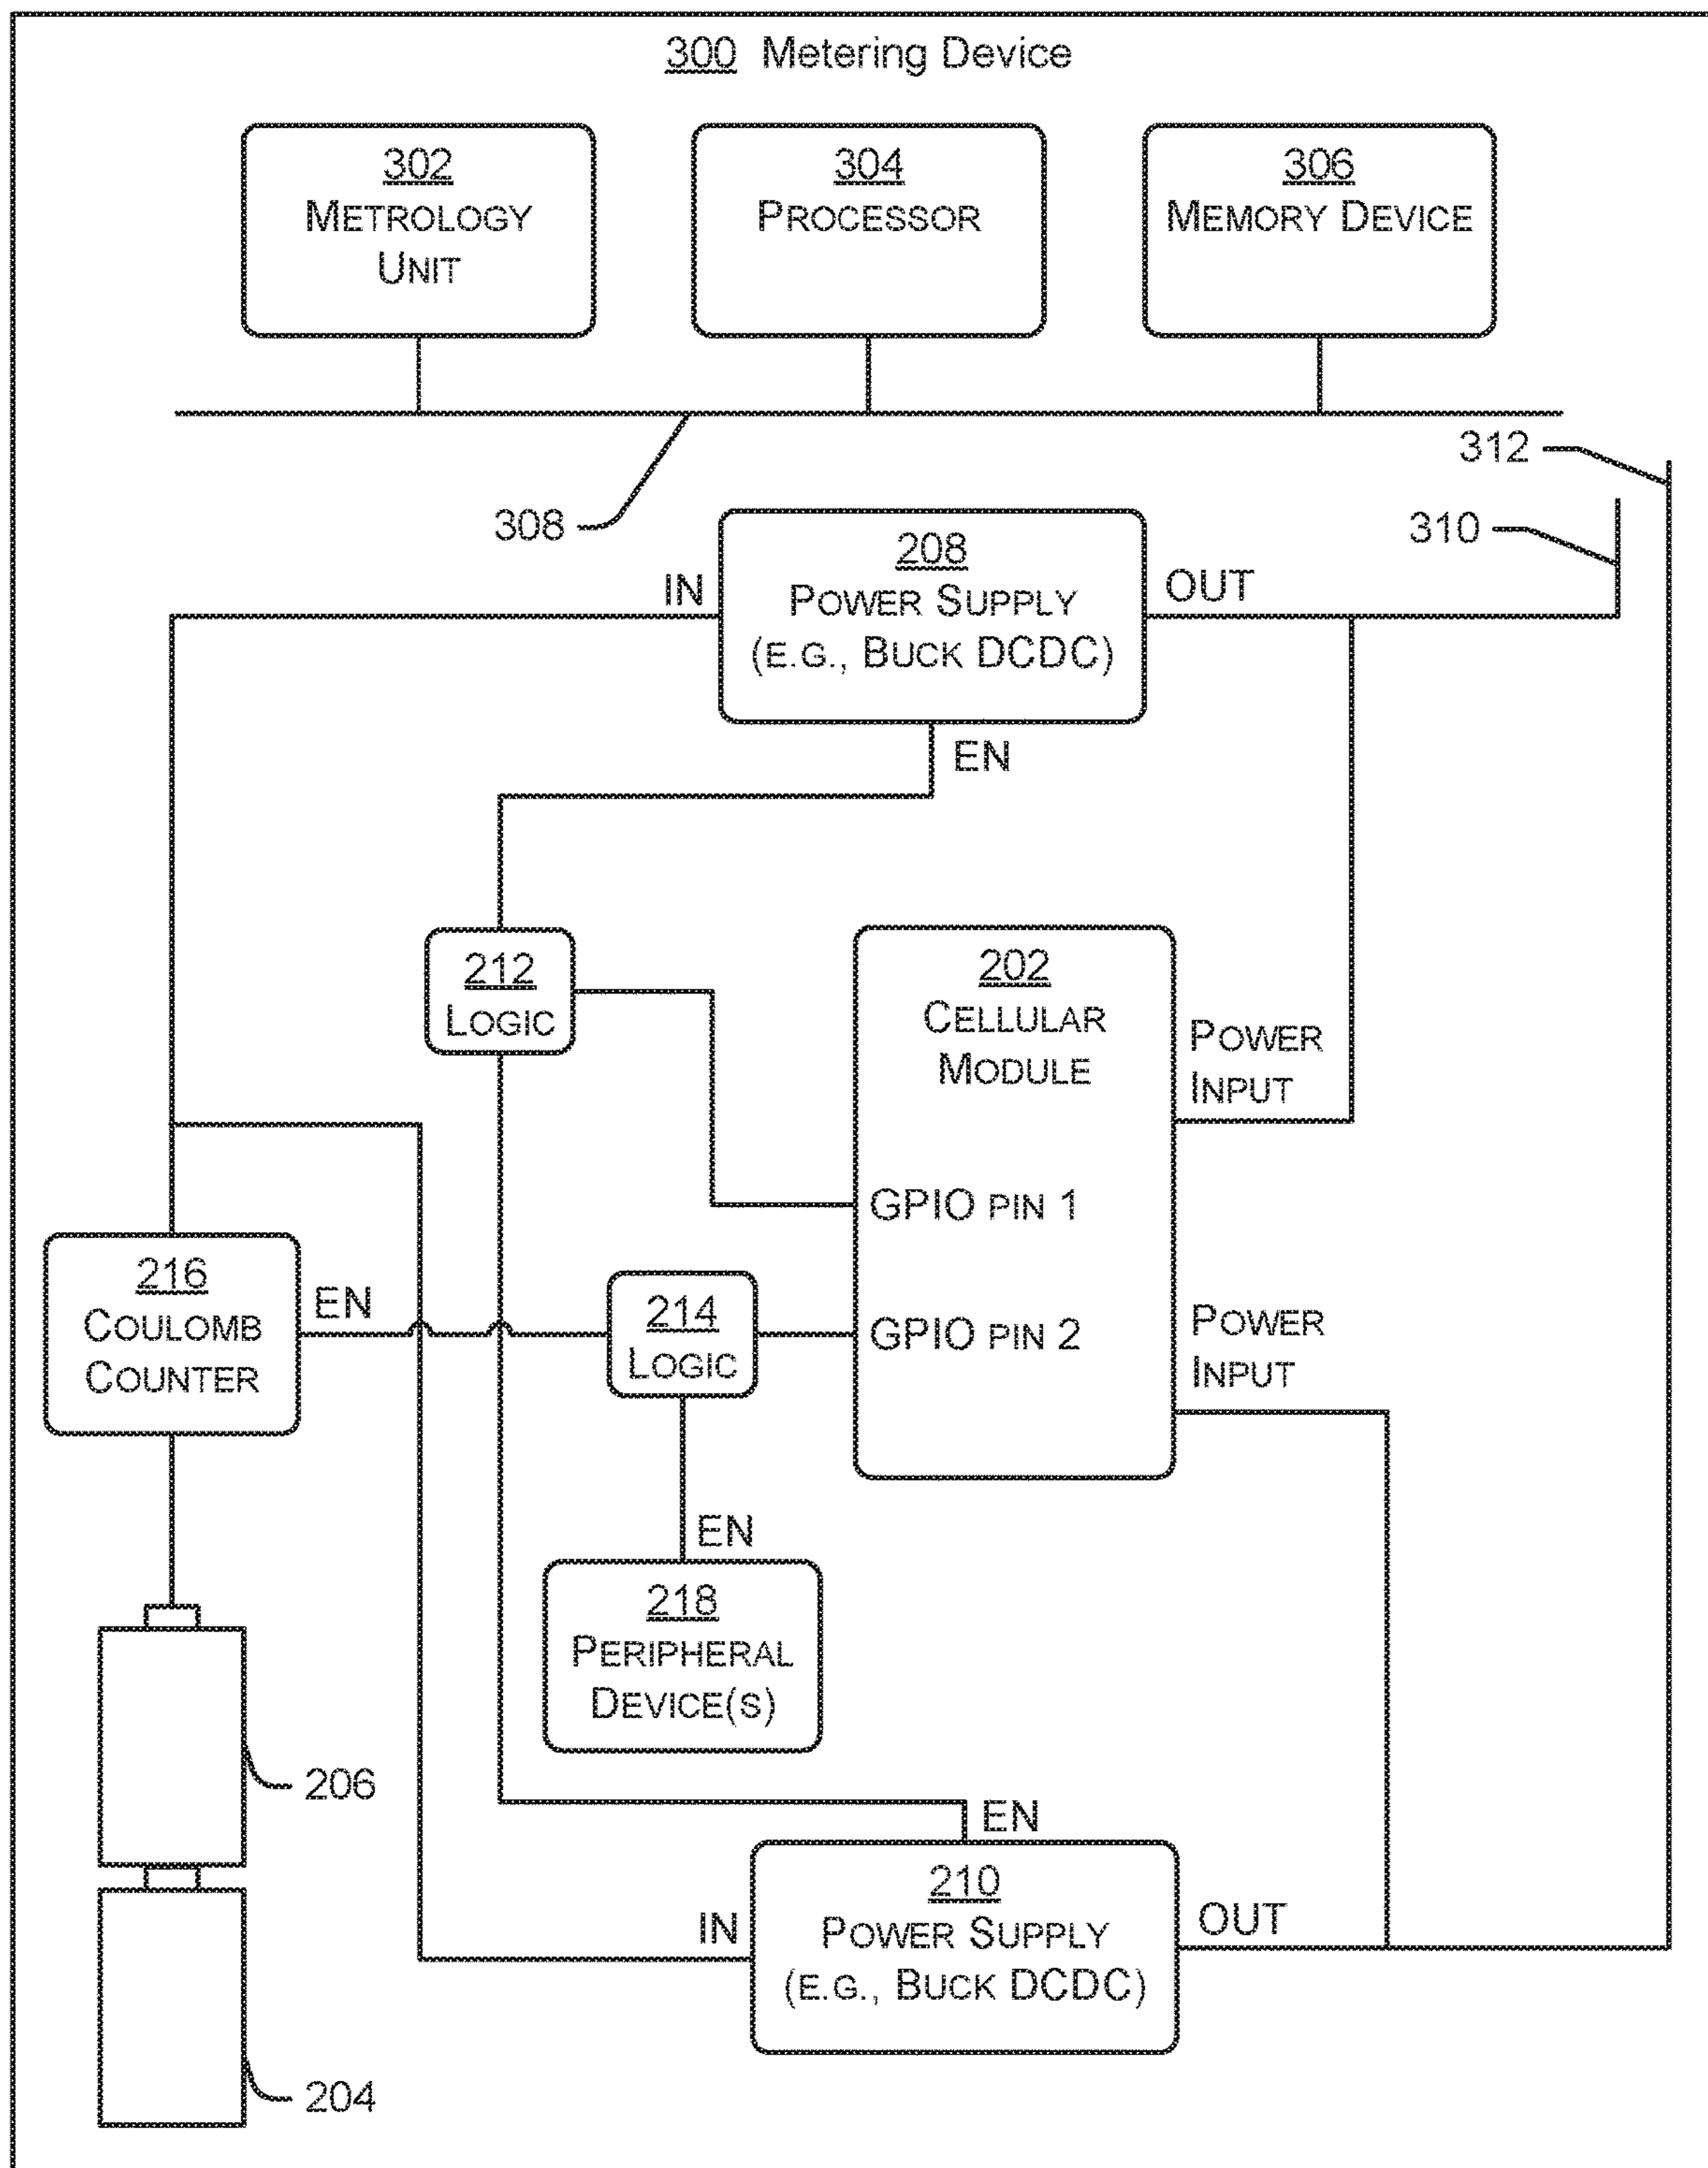 300 Metering Device
302
METROLOGY
UNIT
304
PROCESSOR
306
MEMORY DEVICE
312
308
310
208
POWER SUPPLY
(E.G., BUCK DCDC)
IN
OUT
EN
212
LOGIC
202
CELLULAR
MODULE
POWER
INPUT
GPIO PIN 1
216
COULOMB
COUNTER
EN
214
LOGIC
GPIO PIN 2
POWER
INPUT
EN
218
PERIPHERAL
DEVICE(S)
206
EN
210
POWER SUPPLY
(E.G., BUCK DCDC)
IN
OUT
204